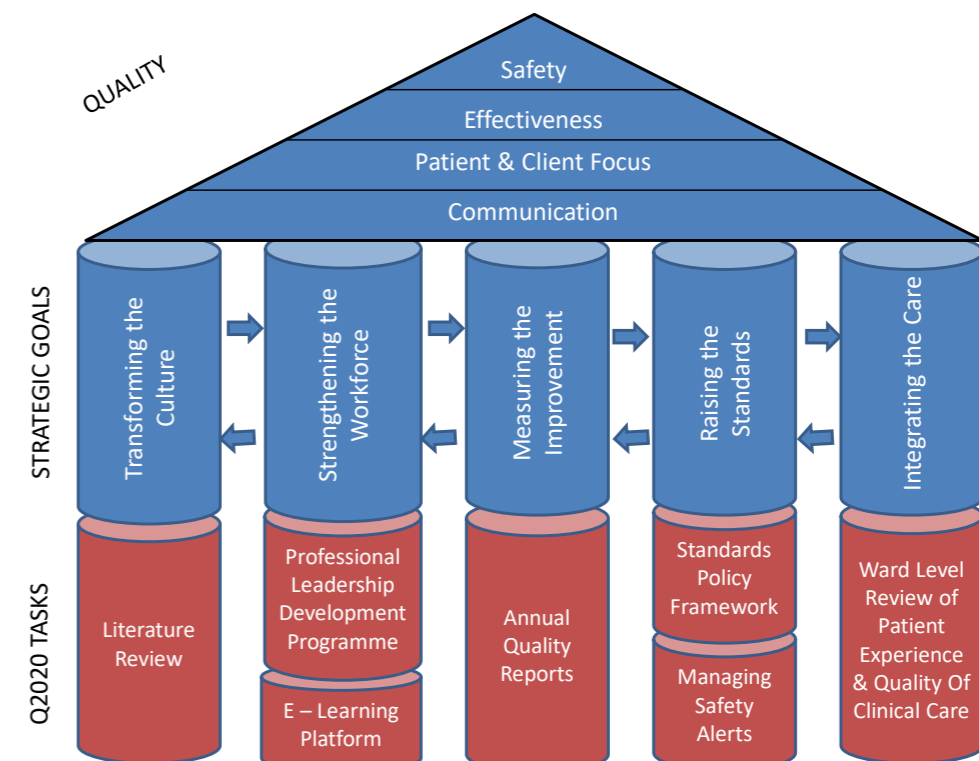 QUALITY
Safety
Effectiveness
Patient & Client Focus
Communication
STRATEGIC GOALS
Transforming the
Culture
Strengthening the
Workforce
Measuring the
Improvement
Raising the
Standards
Integrating the Care
Q2020 TASKS
Literature
Review
Professional
Leadership
Development
Programme
E – Learning
Platform
Annual
Quality
Reports
Standards
Policy
Framework
Managing
Safety
Alerts
Ward Level
Review of
Patient
Experience
& Quality Of
Clinical Care